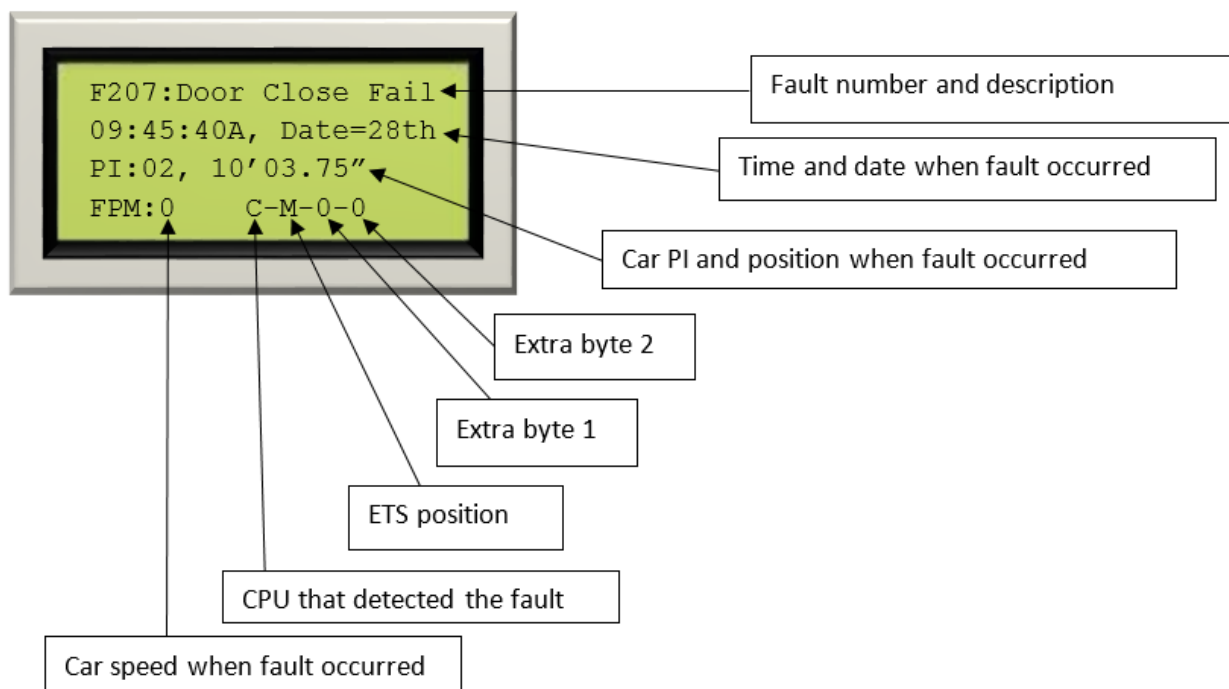 F207:Door Close Fail
09:45:40A, Date=28th
PI:02, 10’03.75”
FPM:0 C-M-0-0
Fault number and description
Time and date when fault occurred
Car PI and position when fault occurred
Extra byte 2
Extra byte 1
ETS position
CPU that detected the fault
Car speed when fault occurred